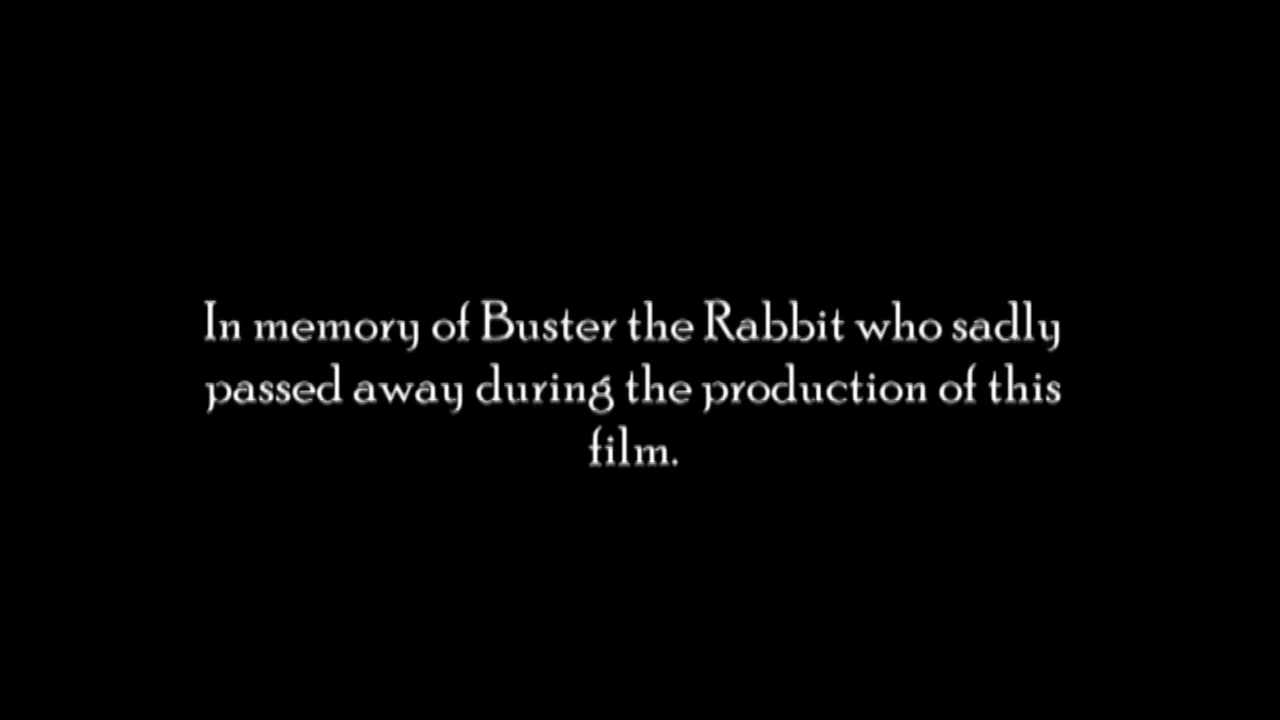 In memory of Buster the Rabbit who sadly
passed away during the production of this
film.